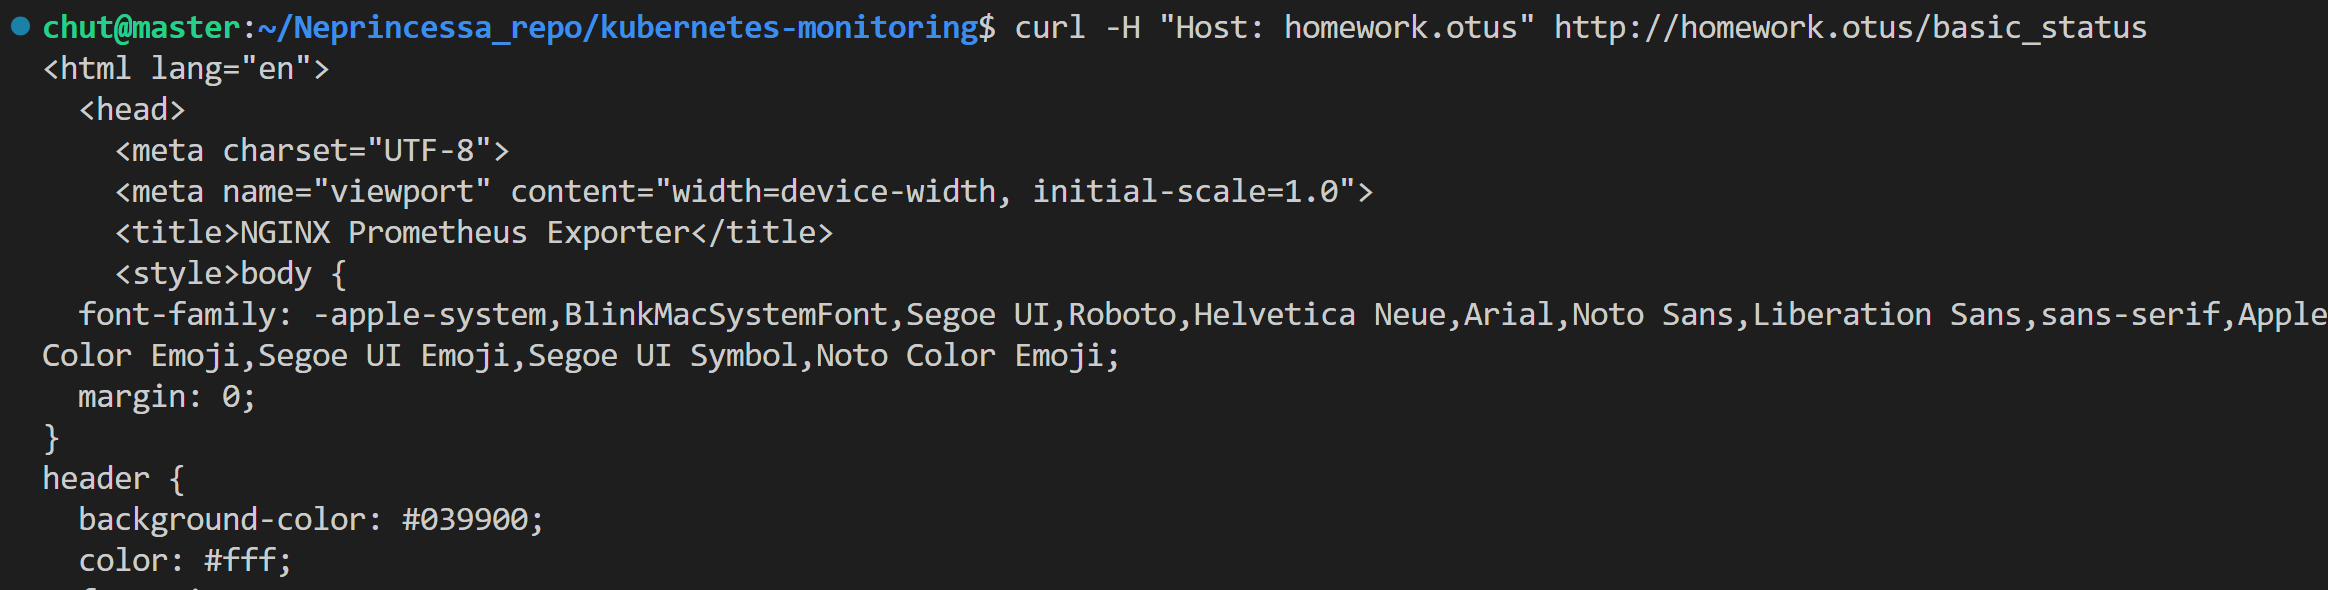 chut@master:~/Neprincessa_repo/kubernetes-monitoring$ curl -H "Host: homework.otus" http://homework.otus/basic_status
<html lang="en">
  <head>
    <meta charset="UTF-8">
    <meta name="viewport" content="width=device-width, initial-scale=1.0">
    <title>NGINX Prometheus Exporter</title>
    <style>body {
  font-family: -apple-system,BlinkMacSystemFont,Segoe UI,Roboto,Helvetica Neue,Arial,Noto Sans,Liberation Sans,sans-serif,Apple
Color Emoji,Segoe UI Emoji,Segoe UI Symbol,Noto Color Emoji;
  margin: 0;
}
header {
  background-color: #039900;
  color: #fff;